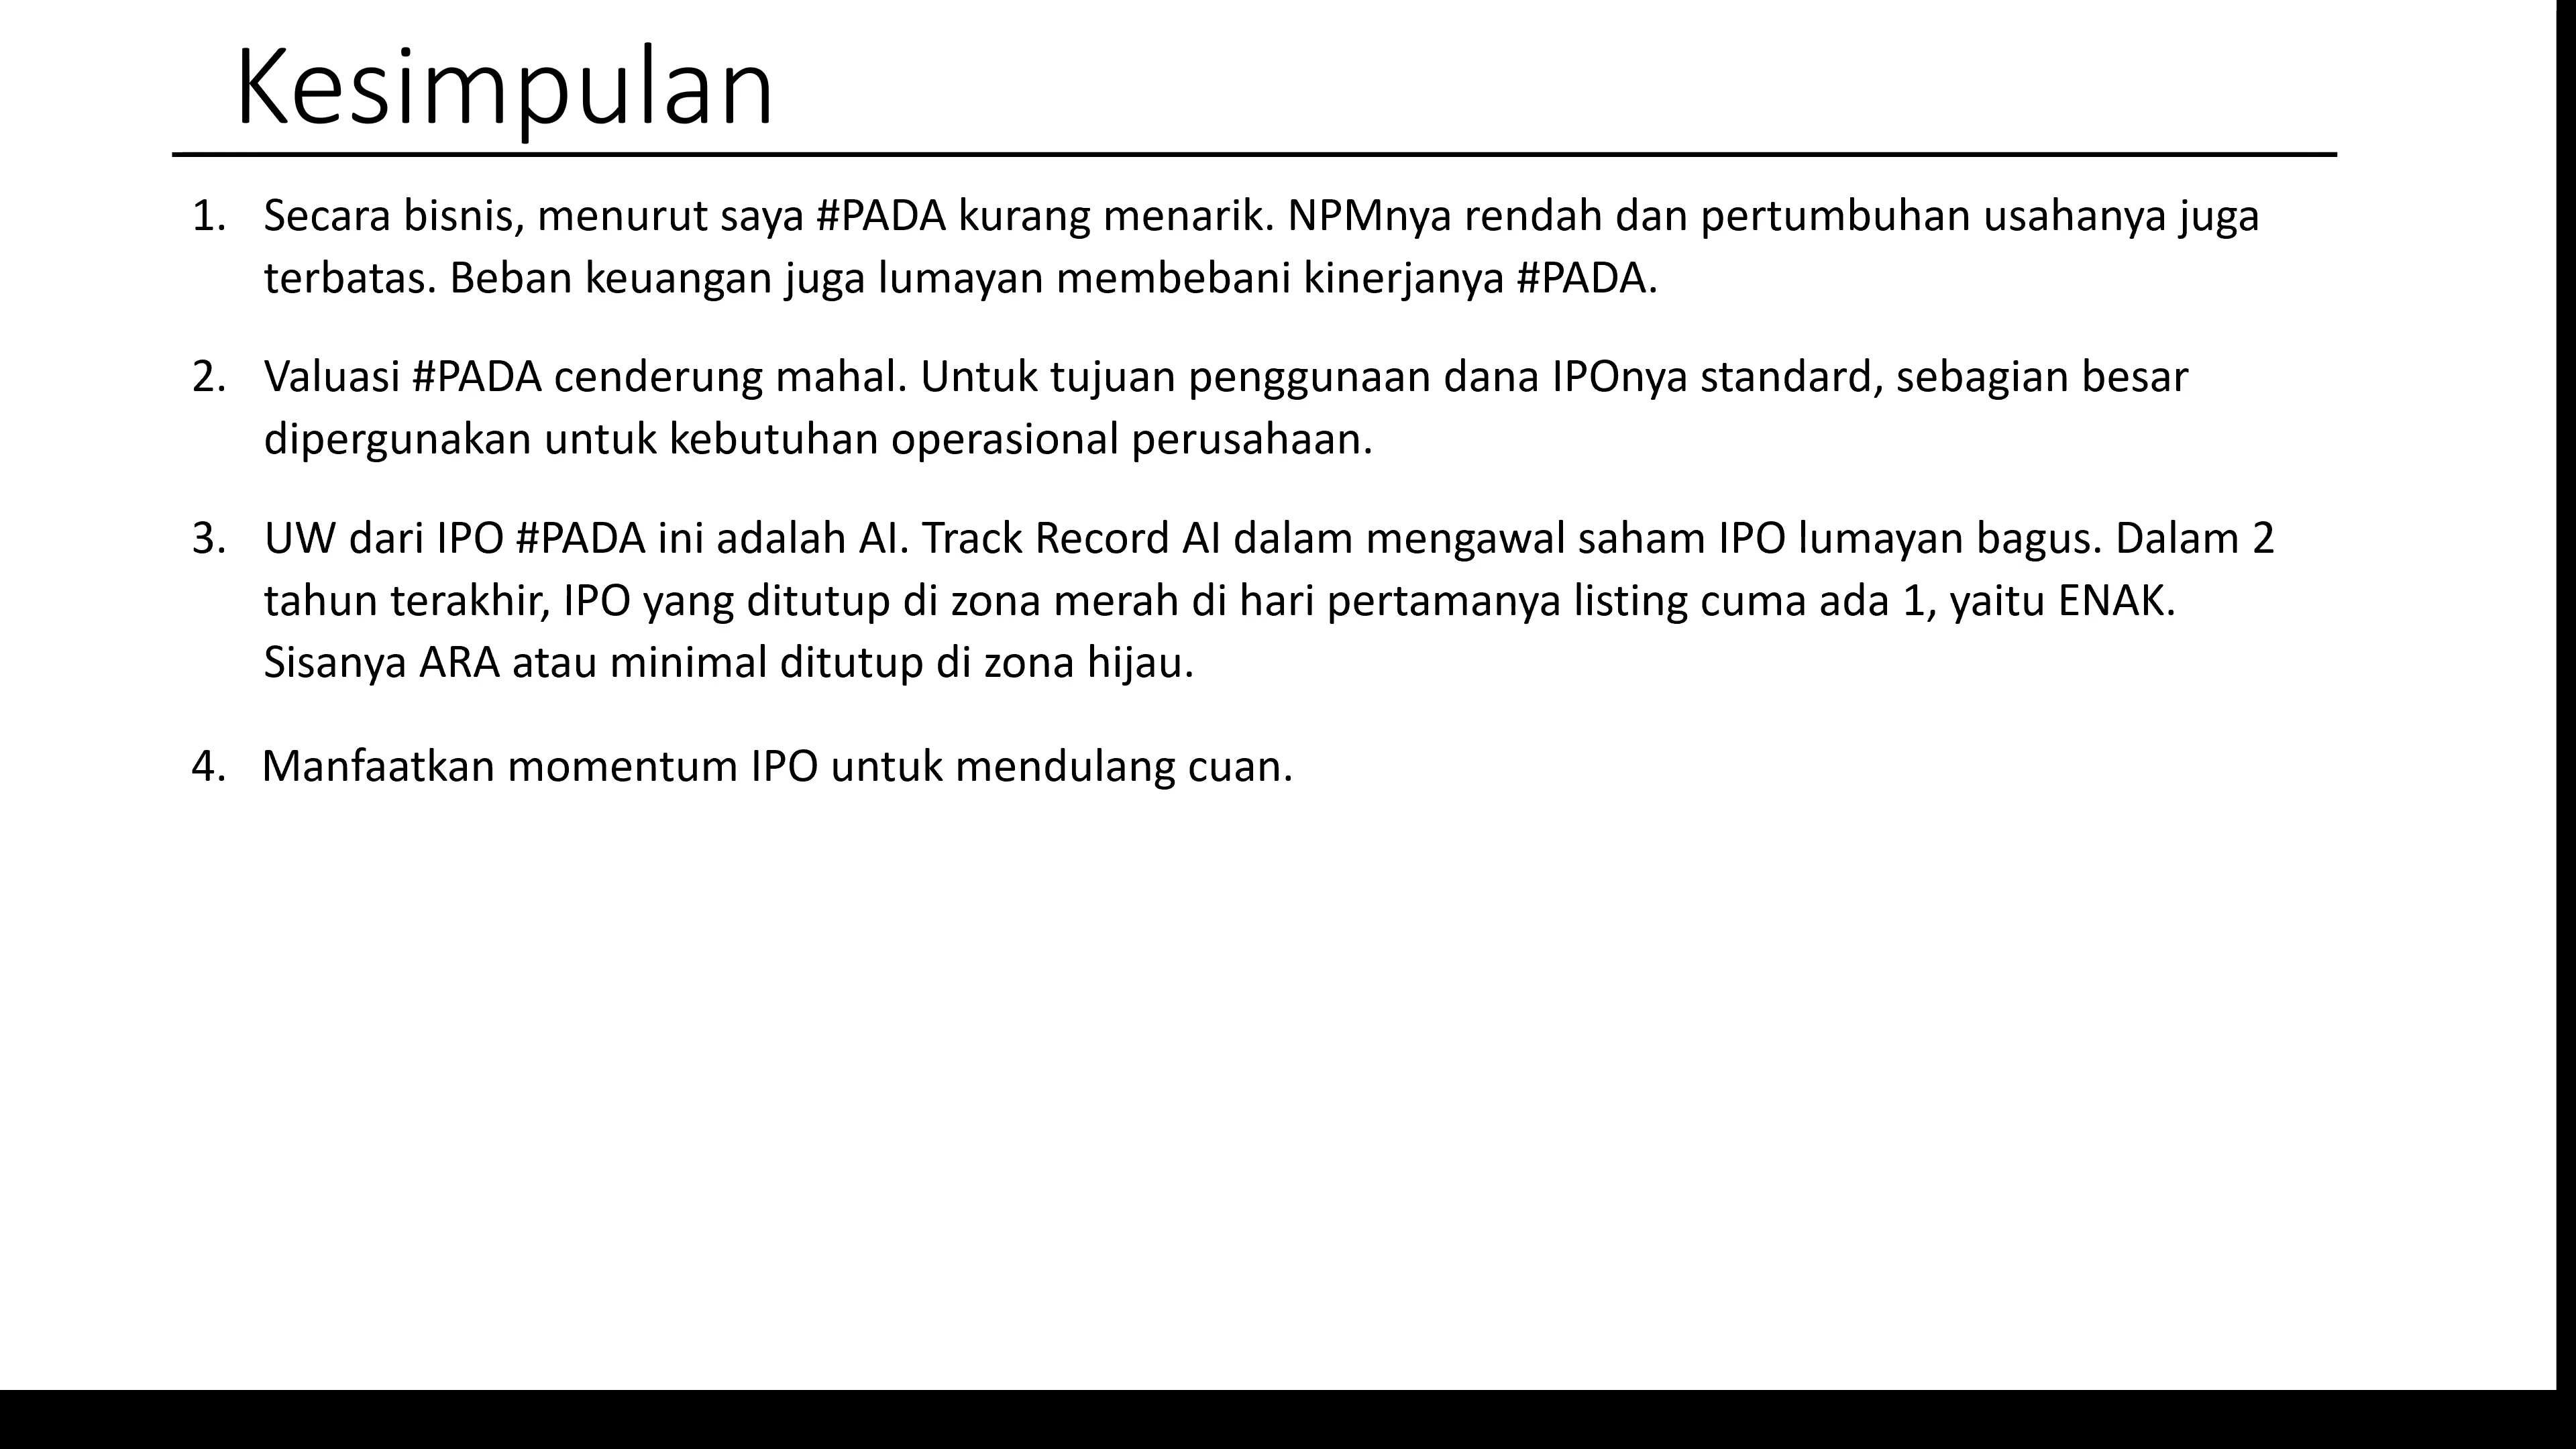 Kesimpulan
1. Secara bisnis, menurut saya #PADA kurang menarik. NPMnya rendah dan pertumbuhan usahanya juga
terbatas. Beban keuangan juga lumayan membebani kinerjanya #PADA.
2. Valuasi #PADA cenderung mahal. Untuk tujuan penggunaan dana IPOnya standard, sebagian besar
dipergunakan untuk kebutuhan operasional perusahaan.
3. UW dari IPO #PADA ini adalah AI. Track Record AI dalam mengawal saham IPO lumayan bagus. Dalam 2
tahun terakhir, IPO yang ditutup di zona merah di hari pertamanya listing cuma ada 1, yaitu ENAK.
Sisanya ARA atau minimal ditutup di zona hijau.
4. Manfaatkan momentum IPO untuk mendulang cuan.